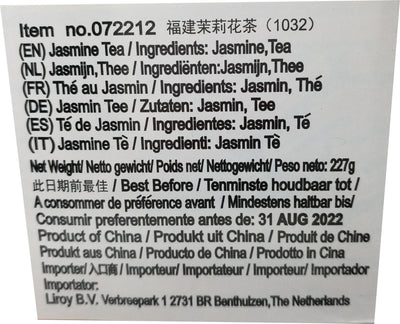 Item no.072212 福建茉莉花茶（1032）
(EN) Jasmine Tea / Ingredients: Jasmine,Tea
(NL) Jasmijn,Thee / Ingrediënten:Jasmijn,Thee
(FR) Thé au Jasmin / Ingredients: Jasmin, Thé
(DE) Jasmin Tee / Zutaten: Jasmin, Tee
(ES) Té de Jasmin / Ingredientes: Jasmin, Té
(IT) Jasmine Tè / Ingredienti: Jasmin Tè
Net Weight/ Netto gewicht/ Poids net/ Nettogewicht/ Peso neto: 227g
此日期前最佳 / Best Before / Tenminste houdbaar tot /
A consommer de préférence avant / Mindestens haltbar bis/
Consumir preferentemente antes de: 31 AUG 2022
Product of China / Produkt uit China / Produit de Chine
Produkt aus China / Producto de China / Prodotto in Cina
Importer/ 入口商 / Importeur/ Importateur / Importeur/ Importador
Importator:
Liroy B.V. Verbreepark 1 2731 BR Benthuizen,The Netherlands